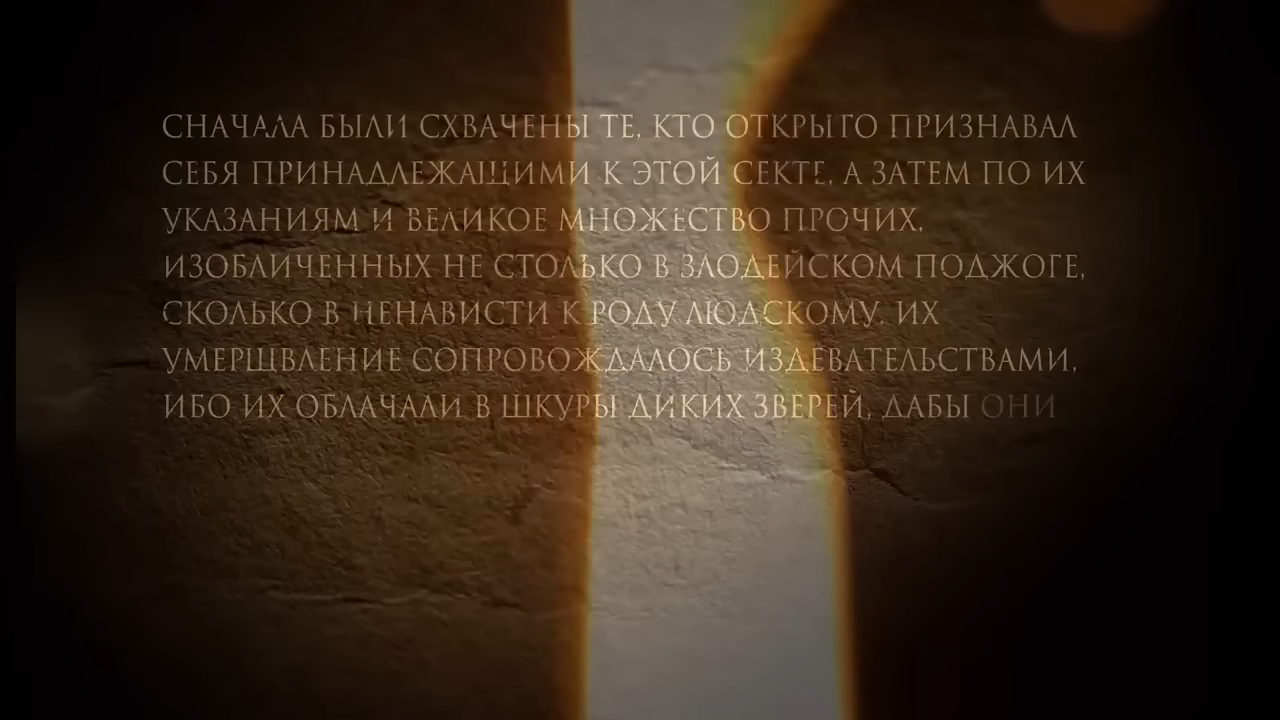 СНАЧАЛА БЫЛИ СХВАЧЕНЫ ТЕ, КТО ОТКРЫТО ПРИЗНАВАЛ
СЕБЯ ПРИНАДЛЕЖАЩИМИ К ЭТОЙ СЕКТЕ, А ЗАТЕМ ПО ИХ
УКАЗАНИЯМ И ВЕЛИКОЕ МНОЖЕСТВО ПРОЧИХ,
ИЗОБЛИЧЕННЫХ НЕ СТОЛЬКО В ЗЛОДЕЙСКОМ ПОДЖОГЕ,
СКОЛЬКО В НЕНАВИСТИ К РОДУ ЛЮДСКОМУ. ИХ
УМЕРЩВЛЕНИЕ СОПРОВОЖДАЛОСЬ ИЗДЕВАТЕЛЬСТВАМИ,
ИБО ИХ ОБЛАЧАЛИ В ШКУРЫ ДИКИХ ЗВЕРЕЙ, ДАБЫ ОНИ